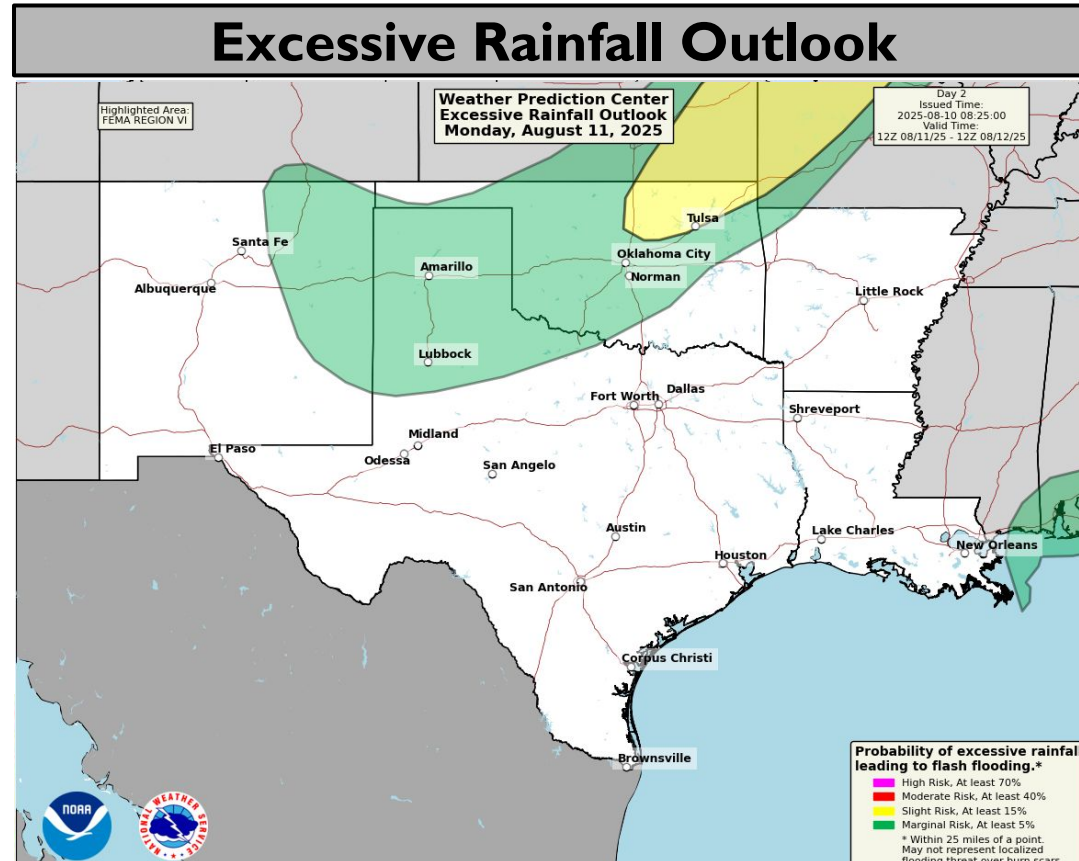 Excessive Rainfall Outlook
Highlighted Area:
FEMA REGION VI
Weather Prediction Center
Excessive Rainfall Outlook
Monday, August 11, 2025
Day 2
Issued Time:
2025-08-10 08:25:00
Valid Time:
12Z 08/11/25 - 12Z 08/12/25
Tulsa
Santa Fe
Oklahoma City
Amarillo
Norman
Albuquerque
Little Rock
Lubbock
Dallas
Fort Worth
Shreveport
Midland
El Paso
Odessa
San Angelo
Austin
Lake Charles
New Orleans
Houston
San Antonio
Corpus Christi
Brownsville
Probability of excessive rainfall
leading to flash flooding.*
High Risk, At least 70%
Moderate Risk, At least 40%
Slight Risk, At least 15%
Marginal Risk, At least 5%
* Within 25 miles of a point.
May not represent localized
flooding threat over burn scars
NOAA
NATIONAL WEATHER SERVICE